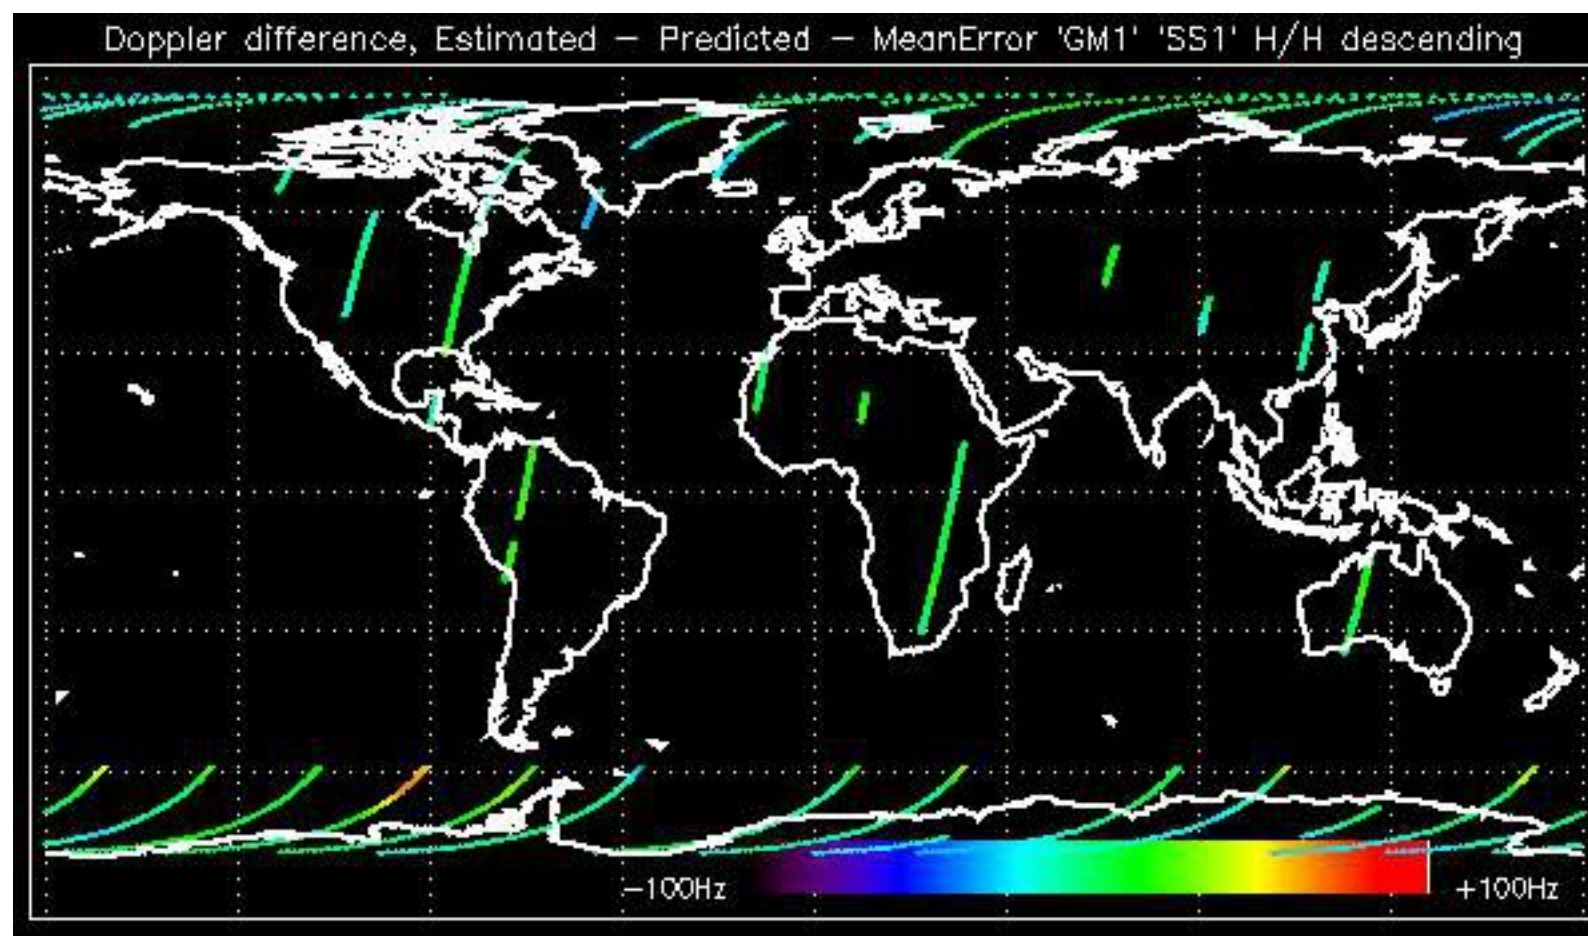 Doppler difference, Estimated − Predicted − MeanError 'GM1' 'SS1' H/H descending
−100Hz
+100Hz